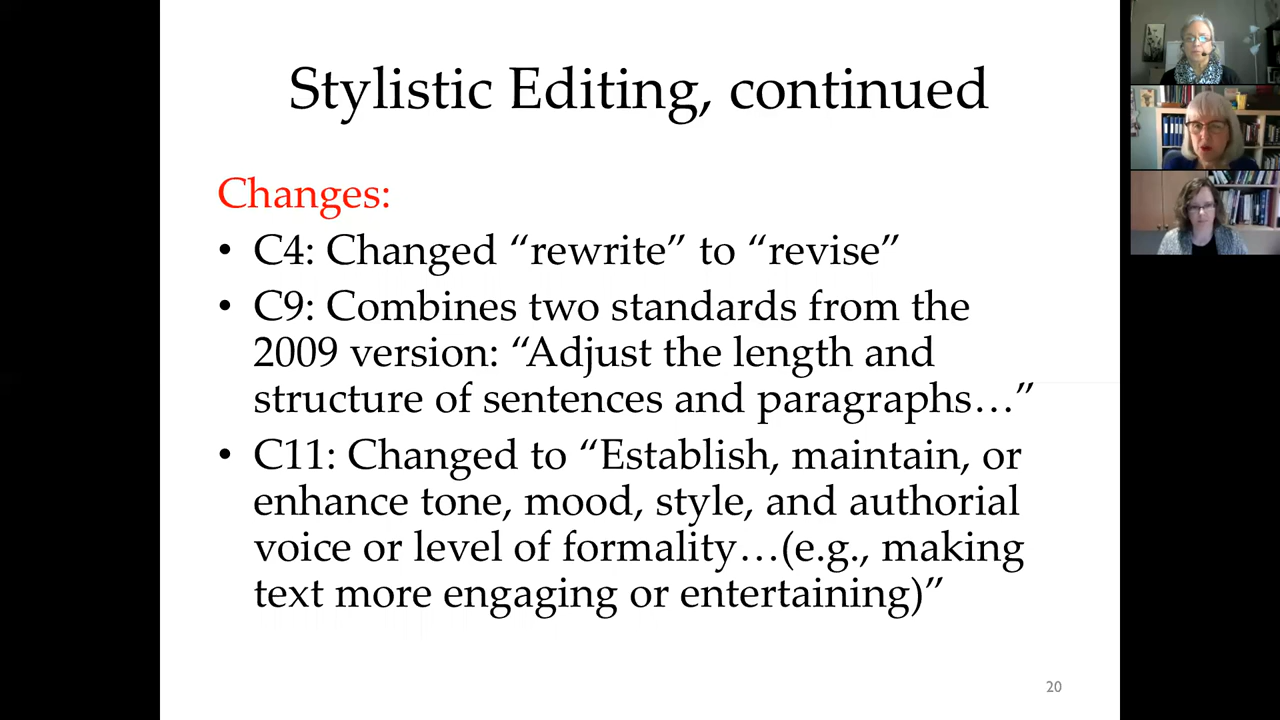 Stylistic Editing, continued
Changes:
• C4: Changed “rewrite” to “revise”
• C9: Combines two standards from the
2009 version: “Adjust the length and
structure of sentences and paragraphs…”
• C11: Changed to “Establish, maintain, or
enhance tone, mood, style, and authorial
voice or level of formality…(e.g., making
text more engaging or entertaining)”
20